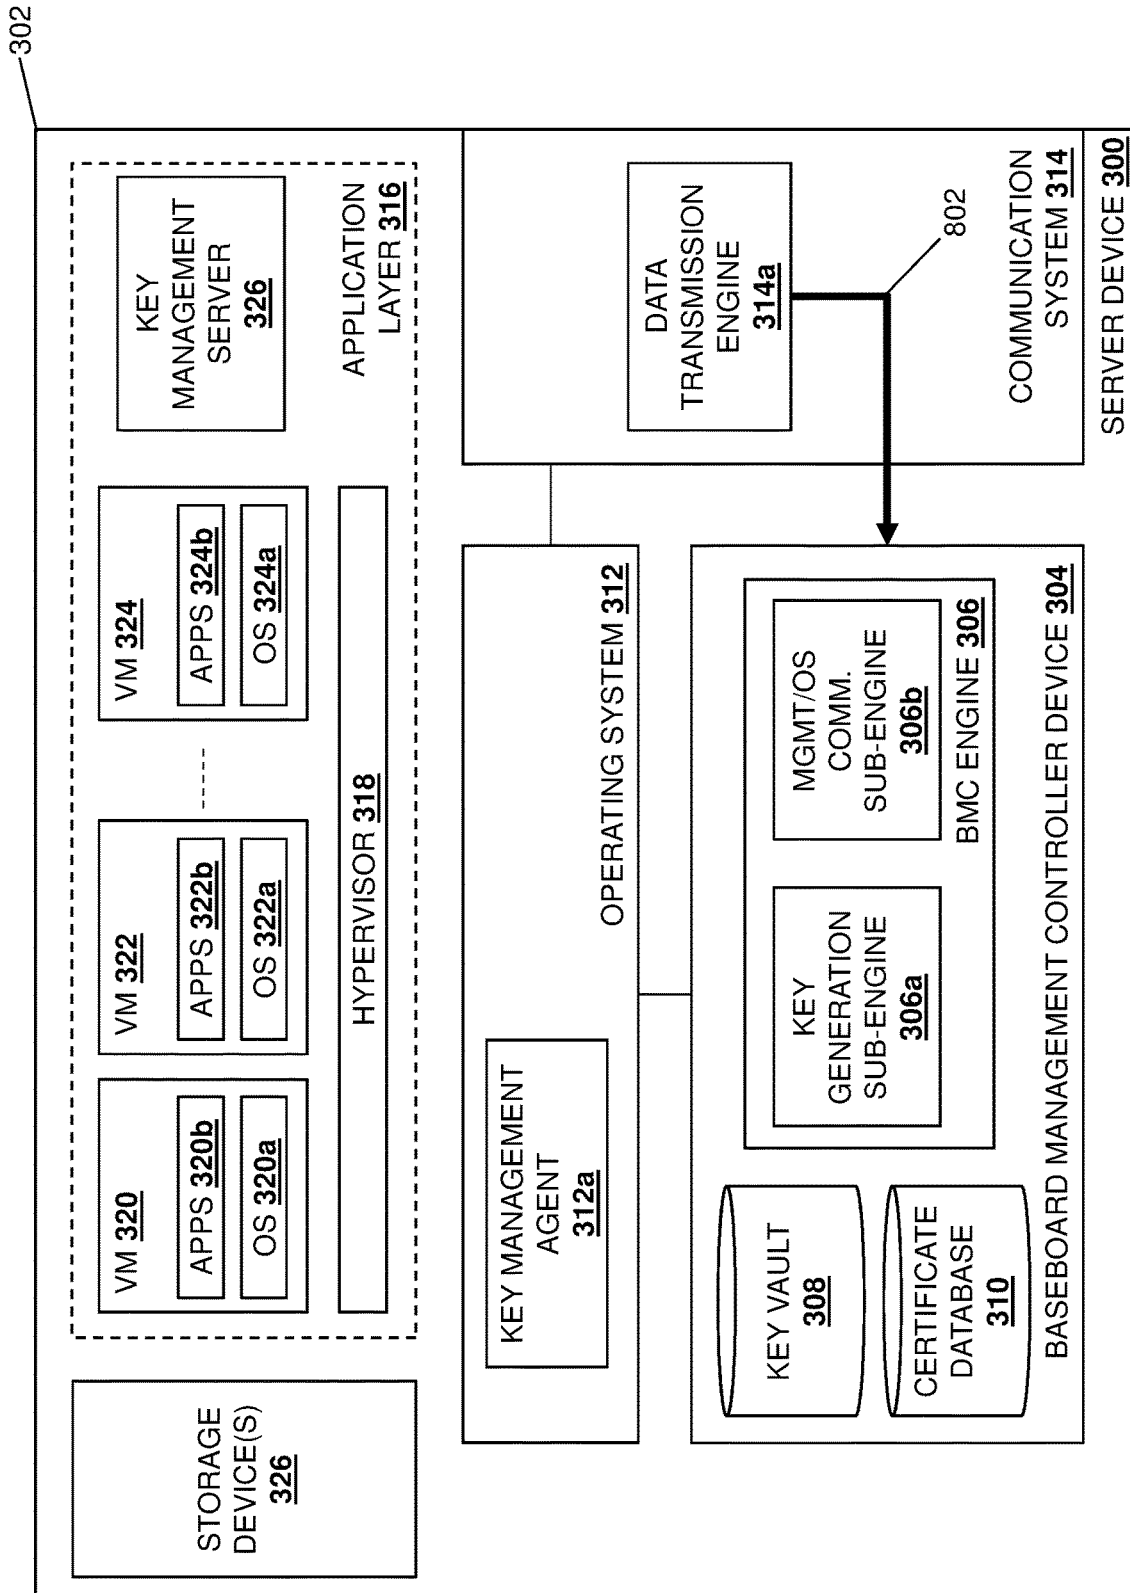 302
STORAGE
DEVICE(S)
326
VM 320
APPS 320b
OS 320a
VM 322
APPS 322b
OS 322a
VM 324
APPS 324b
OS 324a
HYPERVISOR 318
KEY
MANAGEMENT
SERVER
326
APPLICATION
LAYER 316
KEY MANAGEMENT
AGENT
312a
OPERATING SYSTEM 312
KEY VAULT
308
CERTIFICATE
DATABASE
310
KEY
GENERATION
SUB-ENGINE
306a
MGMT/OS
COMM.
SUB-ENGINE
306b
BMC ENGINE 306
BASEBOARD MANAGEMENT CONTROLLER DEVICE 304
DATA
TRANSMISSION
ENGINE
314a
802
COMMUNICATION
SYSTEM 314
SERVER DEVICE 300